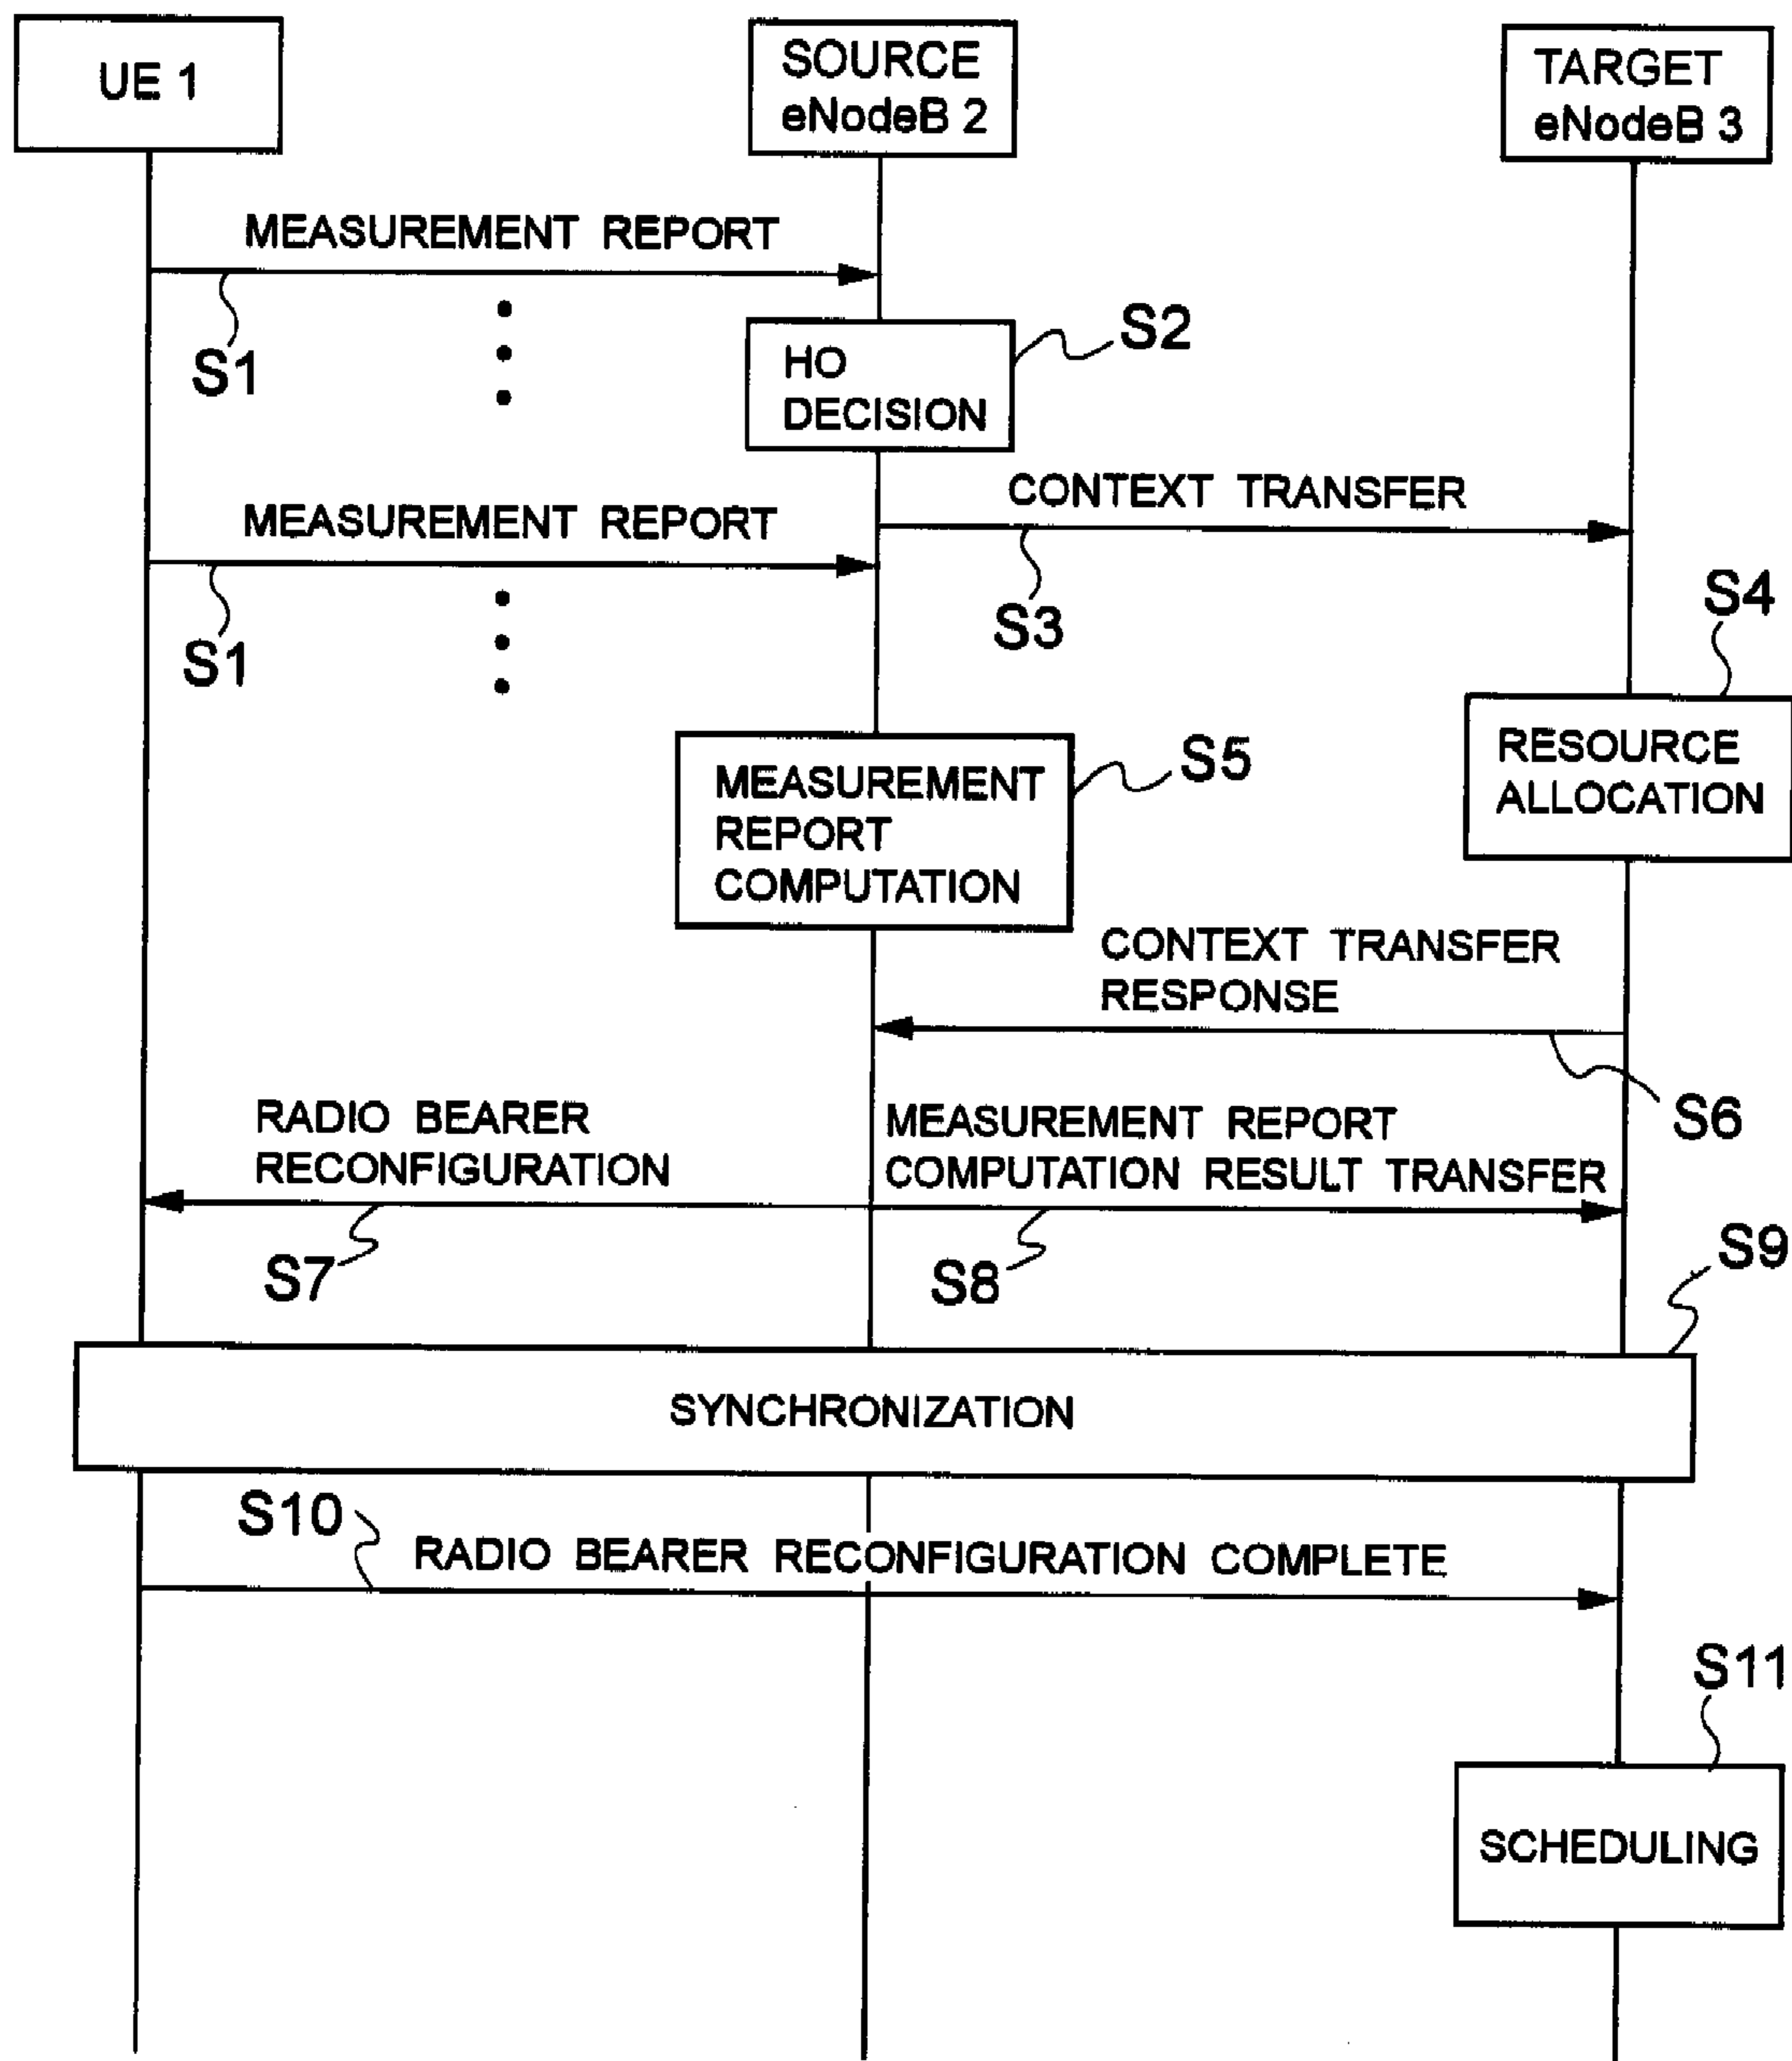 UE 1
SOURCE
eNodeB 2
TARGET
eNodeB 3
MEASUREMENT REPORT
S1
HO
DECISION
S2
MEASUREMENT REPORT
S1
CONTEXT TRANSFER
S3
S4
RESOURCE
ALLOCATION
MEASUREMENT
REPORT
COMPUTATION
S5
CONTEXT TRANSFER
RESPONSE
S6
RADIO BEARER
RECONFIGURATION
S7
MEASUREMENT REPORT
COMPUTATION RESULT TRANSFER
S8
S9
SYNCHRONIZATION
S10
RADIO BEARER RECONFIGURATION COMPLETE
S11
SCHEDULING